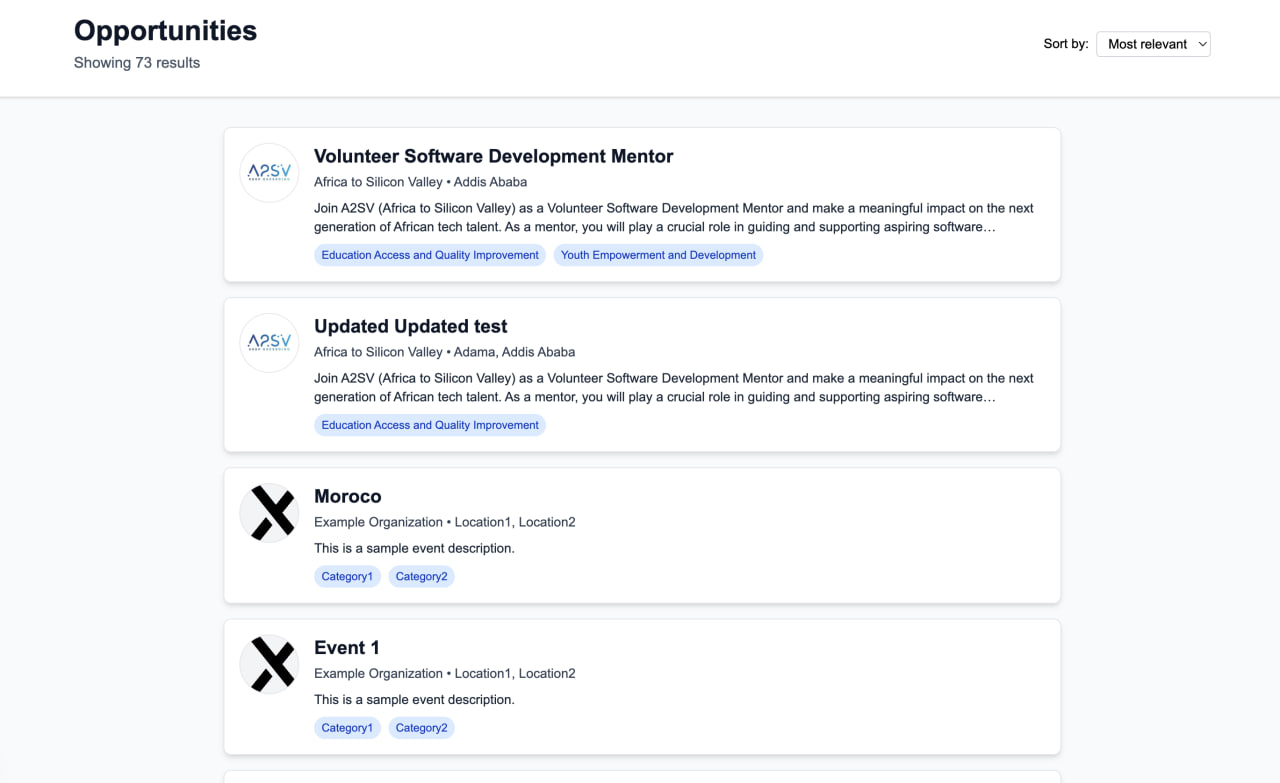 Opportunities
Showing 73 results
Sort by: Most relevant
A2SV
Volunteer Software Development Mentor
Africa to Silicon Valley • Addis Ababa
Join A2SV (Africa to Silicon Valley) as a Volunteer Software Development Mentor and make a meaningful impact on the next
generation of African tech talent. As a mentor, you will play a crucial role in guiding and supporting aspiring software…
Education Access and Quality Improvement Youth Empowerment and Development
A2SV
Updated Updated test
Africa to Silicon Valley • Adama, Addis Ababa
Join A2SV (Africa to Silicon Valley) as a Volunteer Software Development Mentor and make a meaningful impact on the next
generation of African tech talent. As a mentor, you will play a crucial role in guiding and supporting aspiring software…
Education Access and Quality Improvement
Moroco
Example Organization • Location1, Location2
This is a sample event description.
Category1 Category2
Event 1
Example Organization • Location1, Location2
This is a sample event description.
Category1 Category2